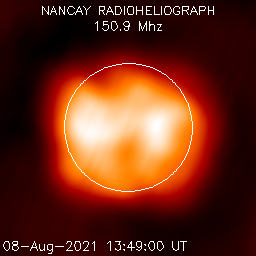 NANCAY RADIOHELIOGRAPH
150.9 Mhz
08-Aug-2021 13:49:00 UT